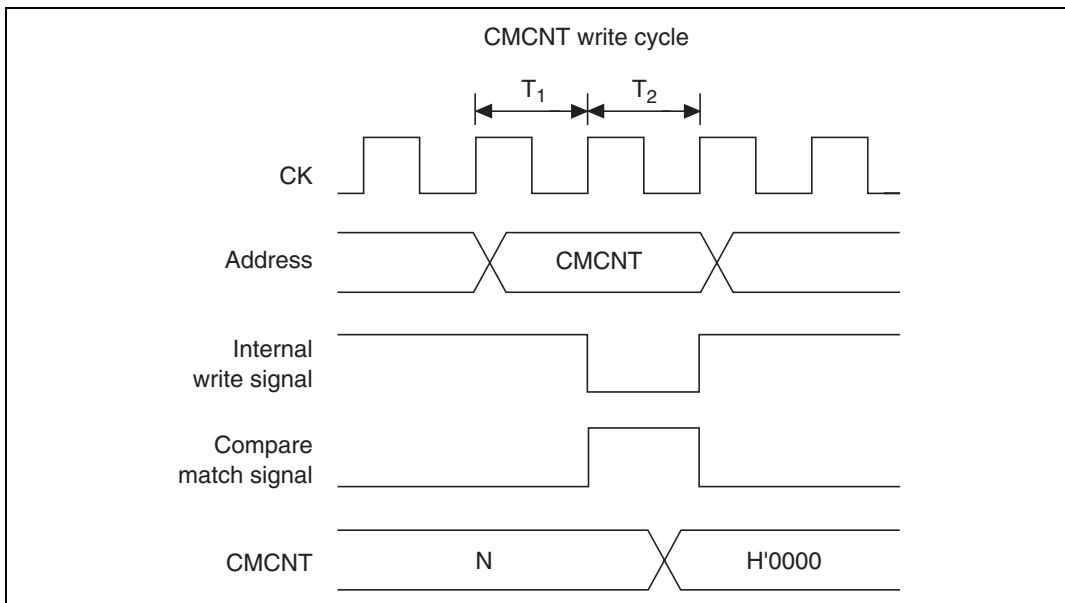 CMCNT write cycle
T1 T2
CK
Address CMCNT
Internal
write signal
Compare
match signal
CMCNT N H'0000